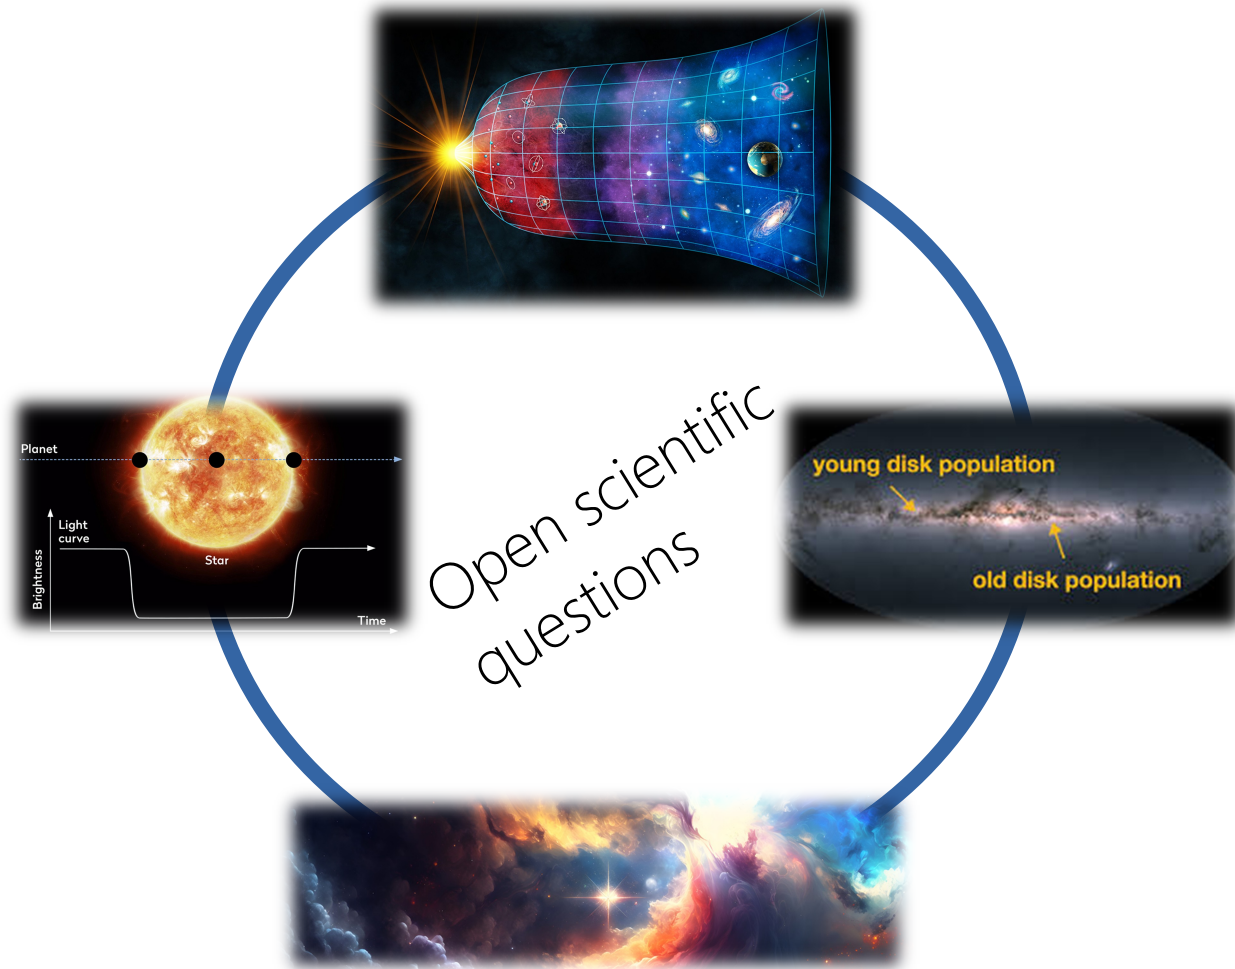 Open scientific
questions
Planet
Light
curve
Star
Brightness
Time
young disk population
old disk population